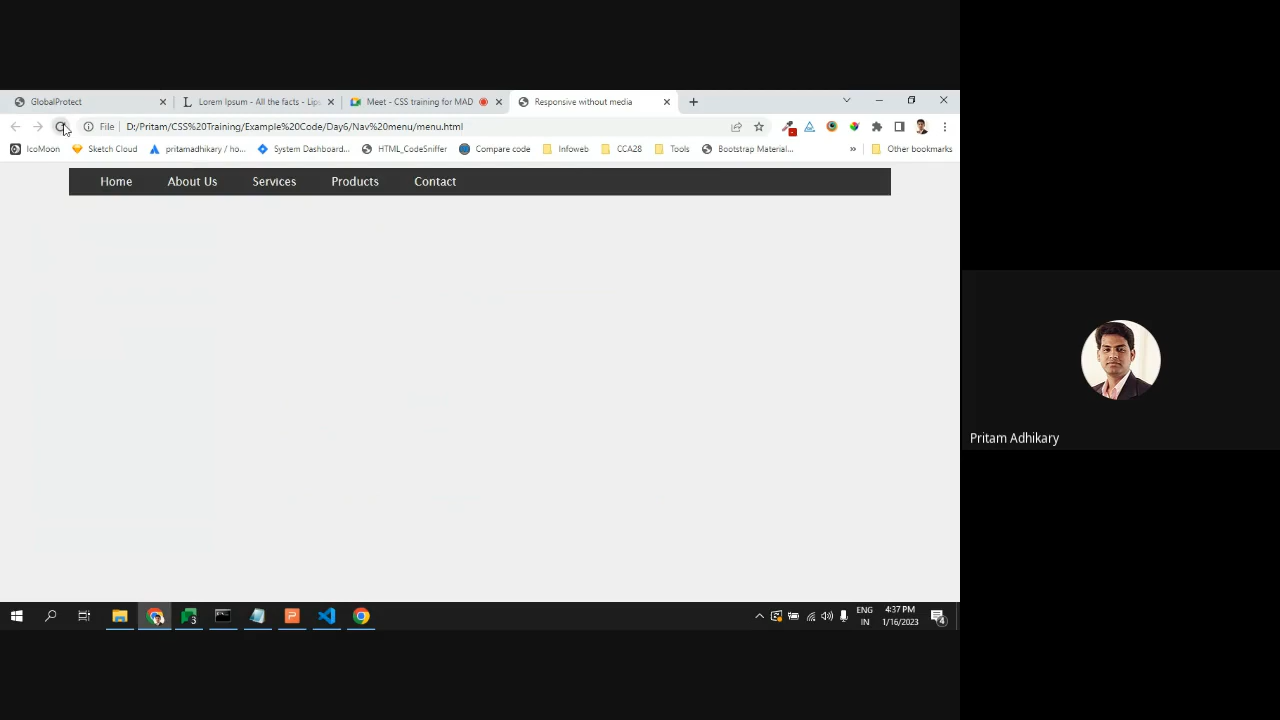 GlobalProtect
Lorem Ipsum - All the facts - Lips
Meet - CSS training for MAD
Responsive without media
File
D:/Pritam/CSS%20Training/Example%20Code/Day6/Nav%20menu/menu.html
IcoMoon
Sketch Cloud
pritamadhikary / ho...
System Dashboard...
HTML_CodeSniffer
Compare code
Infoweb
CCA28
Tools
Bootstrap Material...
»
Other bookmarks
Home
About Us
Services
Products
Contact
Pritam Adhikary
3
ENG
IN
4:37 PM
1/16/2023
4